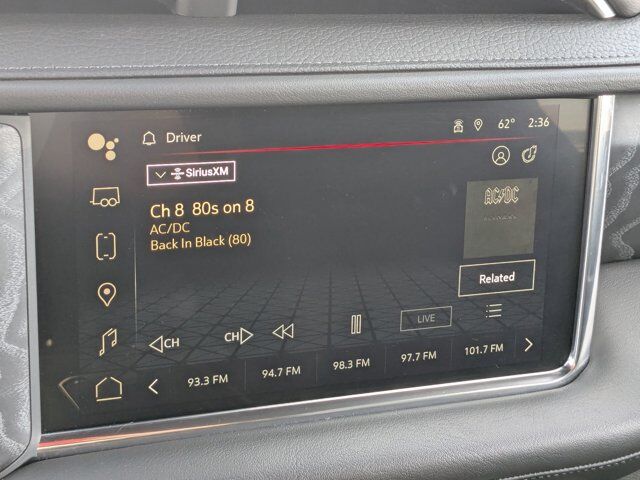 Driver
62° 2:36
SiriusXM
Ch 8 80s on 8
AC/DC
Back In Black (80)
AC/DC
Related
CH
CH
LIVE
93.3 FM 94.7 FM 98.3 FM 97.7 FM 101.7 FM